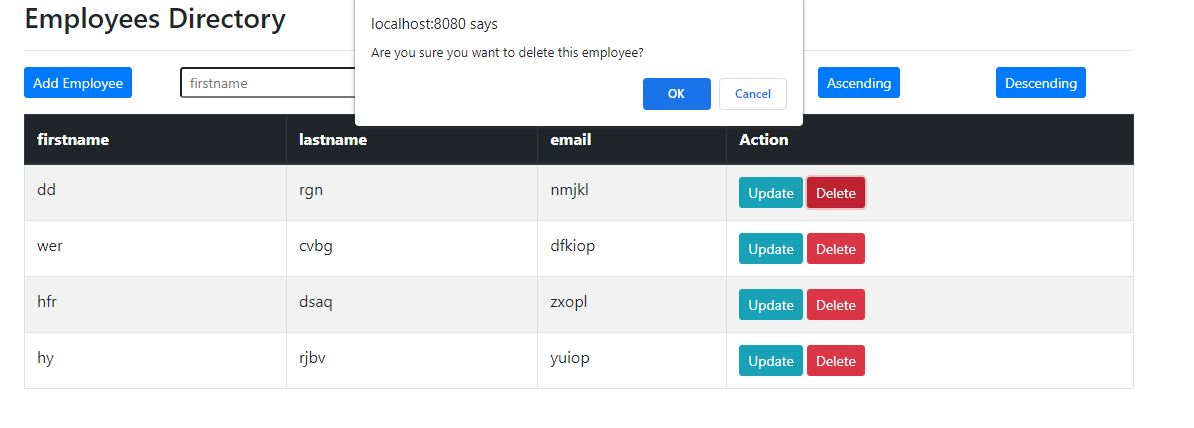 Employees Directory
localhost:8080 says
Are you sure you want to delete this employee?
OK Cancel
Add Employee firstname Ascending Descending
firstname lastname email Action
dd rgn nmjkl Update Delete
wer cvbg dfkiop Update Delete
hfr dsaq zxopl Update Delete
hy rjbv yuiop Update Delete